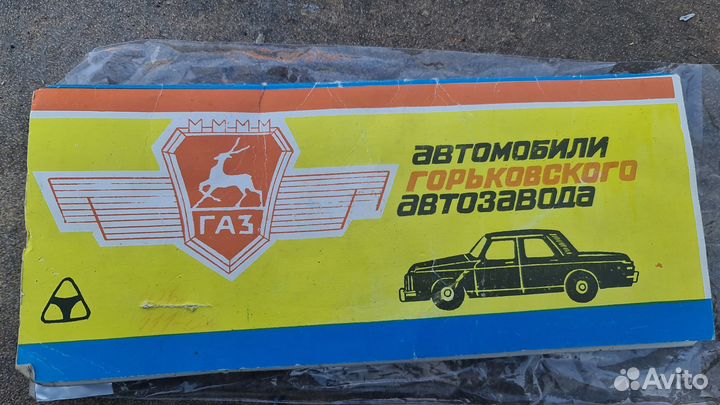 М-М-М-М
ГАЗ
АВТОМОБИЛИ
ГОРЬКОВСКОГО
АВТОЗАВОДА
Avito